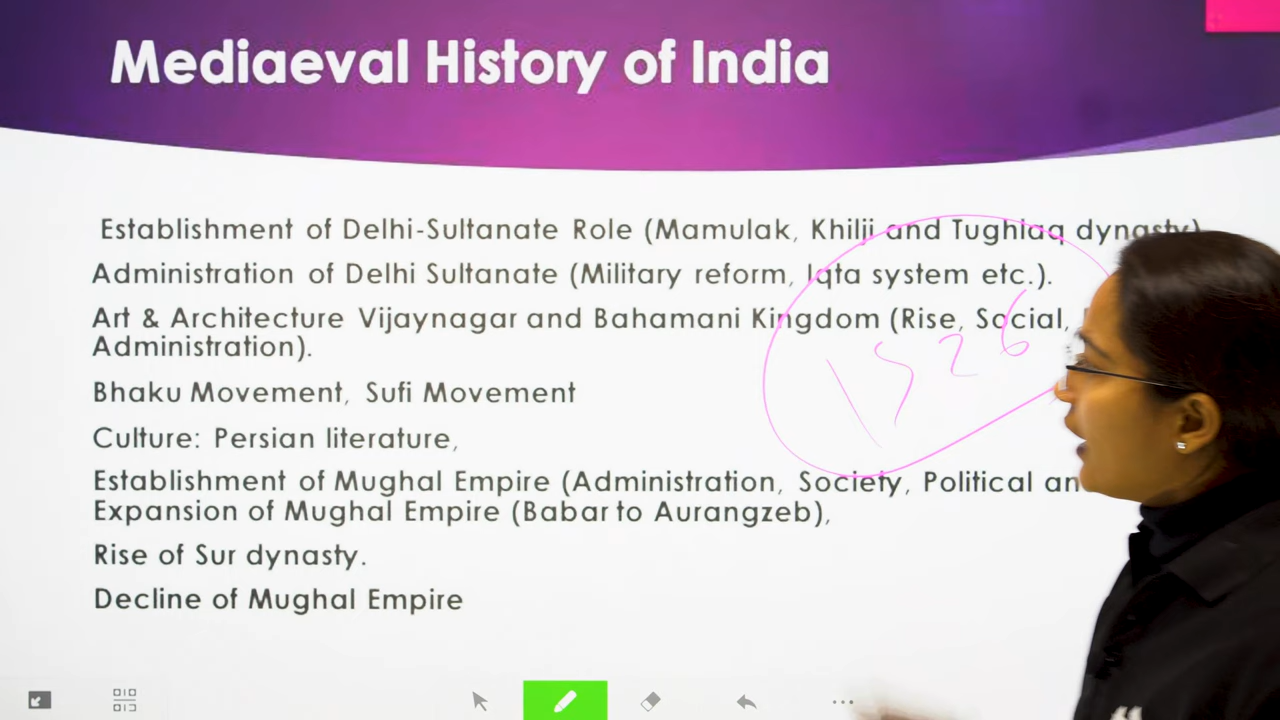 Mediaeval History of India
Establishment of Delhi-Sultanate Role (Mamulak, Khilji and Tughlaq dynasty)
Administration of Delhi Sultanate (Military reform, Iqta system etc.).
Art & Architecture Vijaynagar and Bahamani Kingdom (Rise, Social,
Administration).
1526
Bhaku Movement, Sufi Movement
Culture: Persian literature,
Establishment of Mughal Empire (Administration, Society, Political an
Expansion of Mughal Empire (Babar to Aurangzeb),
Rise of Sur dynasty.
Decline of Mughal Empire